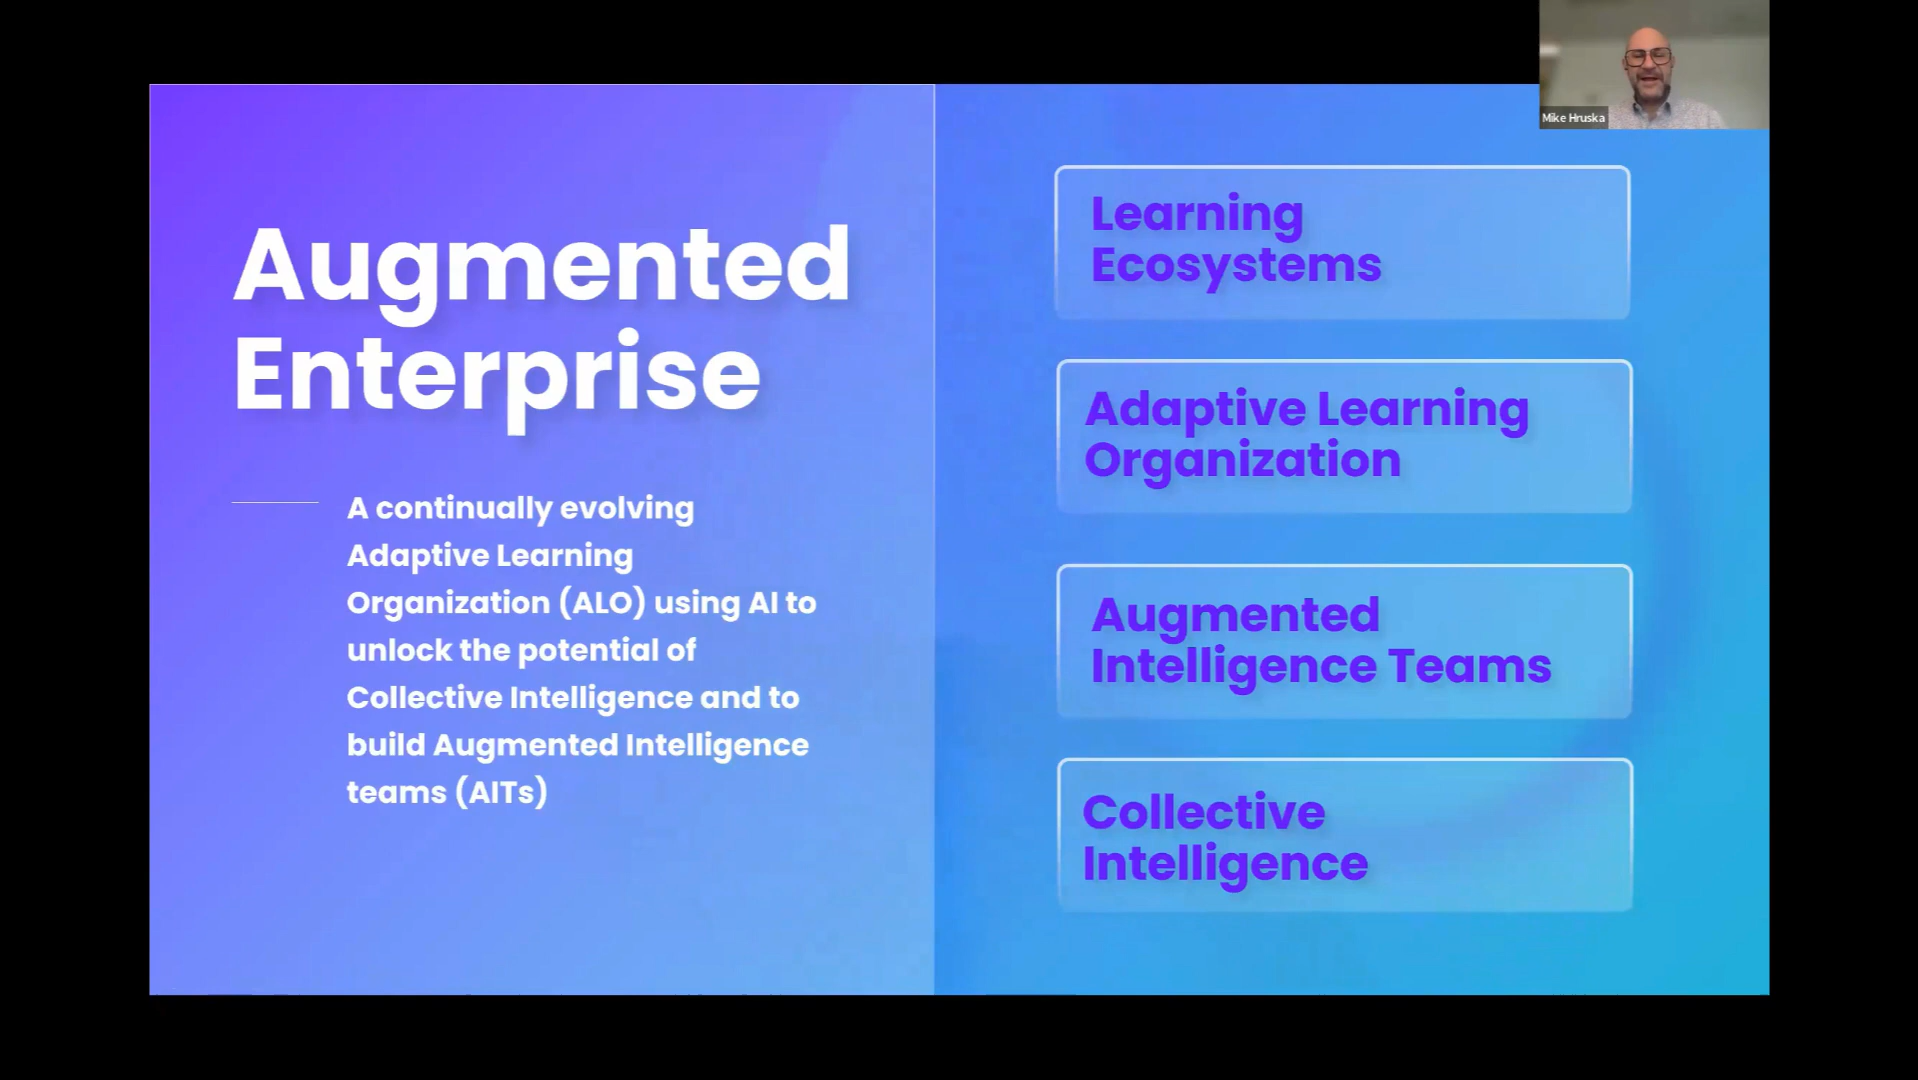 Mike Hruska
Augmented
Enterprise
A continually evolving
Adaptive Learning
Organization (ALO) using AI to
unlock the potential of
Collective Intelligence and to
build Augmented Intelligence
teams (AITs)
Learning
Ecosystems
Adaptive Learning
Organization
Augmented
Intelligence Teams
Collective
Intelligence